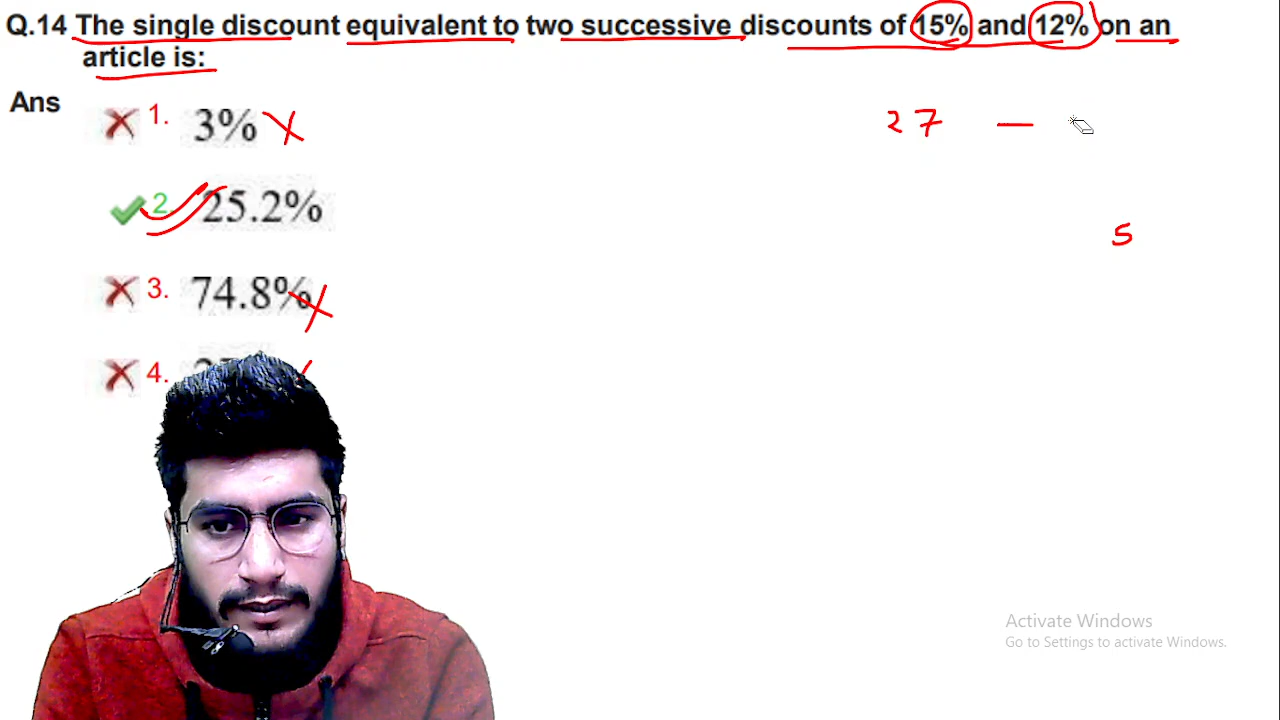 Q.14 The single discount equivalent to two successive discounts of 15% and 12% on an
article is:
Ans
1. 3%
27 —
2. 25.2%
5
3. 74.8%
4.
Activate Windows
Go to Settings to activate Windows.